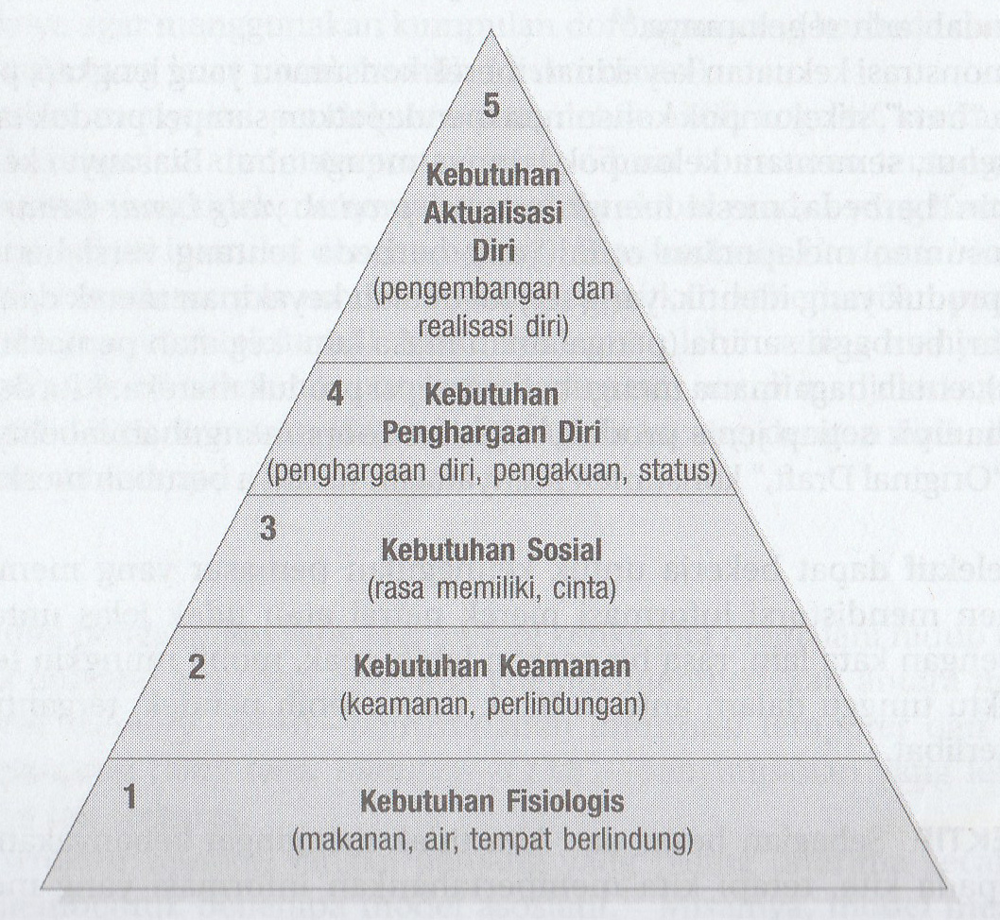 5
Kebutuhan
Aktualisasi
Diri
(pengembangan dan
realisasi diri)
4 Kebutuhan
Penghargaan Diri
(penghargaan diri, pengakuan, status)
3
Kebutuhan Sosial
(rasa memiliki, cinta)
2 Kebutuhan Keamanan
(keamanan, perlindungan)
1 Kebutuhan Fisiologis
(makanan, air, tempat berlindung)